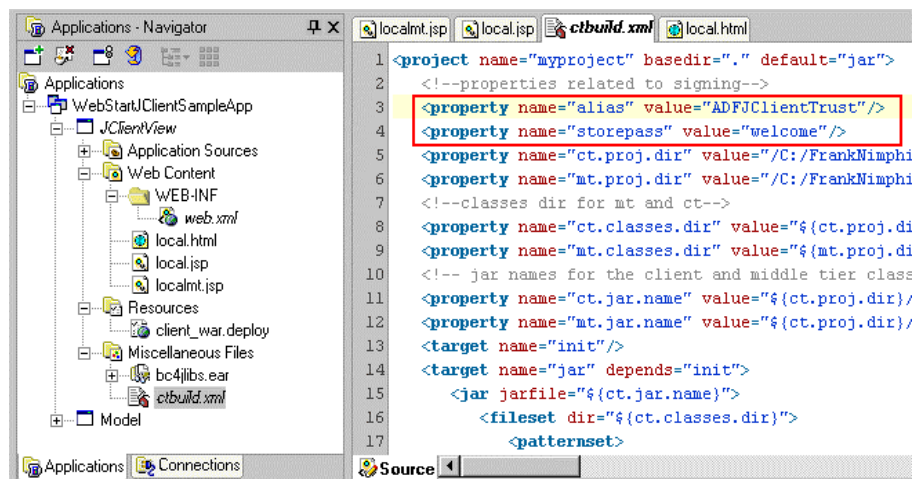 Applications - Navigator
Applications
WebStartJClientSampleApp
JClientView
Application Sources
Web Content
WEB-INF
web.xml
local.html
local.jsp
localmt.jsp
Resources
client_war.deploy
Miscellaneous Files
bc4jlibs.ear
ctbuild.xml
Model
Applications Connections
localmt.jsp local.jsp ctbuild.xml local.html
1 <project name="myproject" basedir="." default="jar">
2 <!--properties related to signing-->
3 <property name="alias" value="ADFJClientTrust"/>
4 <property name="storepass" value="welcome"/>
5 <property name="ct.proj.dir" value="/C:/FrankNimphi
6 <property name="mt.proj.dir" value="/C:/FrankNimphi
7 <!--classes dir for mt and ct-->
8 <property name="ct.classes.dir" value="${ct.proj.di
9 <property name="mt.classes.dir" value="${mt.proj.di
10 <!-- jar names for the client and middle tier class
11 <property name="ct.jar.name" value="${ct.proj.dir}/
12 <property name="mt.jar.name" value="${ct.proj.dir}/
13 <target name="init"/>
14 <target name="jar" depends="init">
15 <jar jarfile="${ct.jar.name}">
16 <fileset dir="${ct.classes.dir}">
17 <patternset>
Source